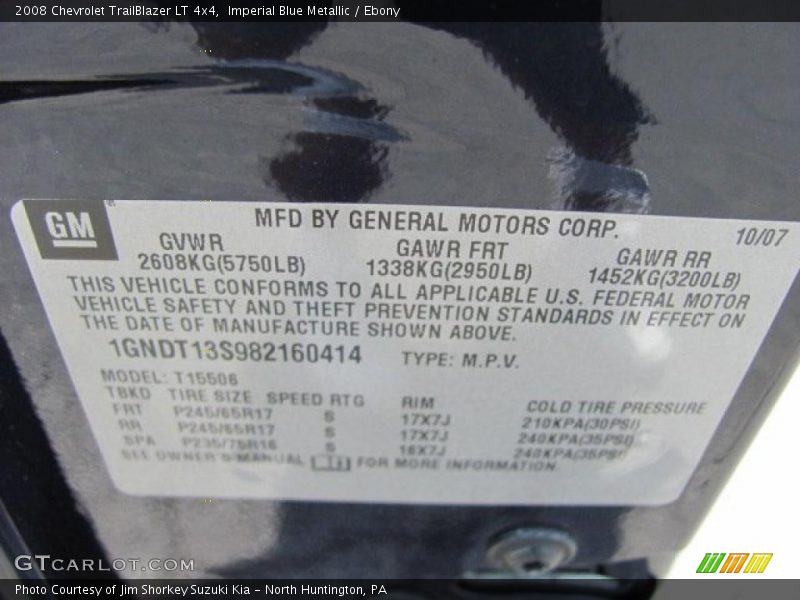 2008 Chevrolet TrailBlazer LT 4x4,  Imperial Blue Metallic / Ebony
GM
MFD BY GENERAL MOTORS CORP.
10/07
GVWR GAWR FRT GAWR RR
2608KG(5750LB) 1338KG(2950LB) 1452KG(3200LB)
THIS VEHICLE CONFORMS TO ALL APPLICABLE U.S. FEDERAL MOTOR
VEHICLE SAFETY AND THEFT PREVENTION STANDARDS IN EFFECT ON
THE DATE OF MANUFACTURE SHOWN ABOVE.
1GNDT13S982160414 TYPE: M.P.V.
MODEL: T15506
TBKD TIRE SIZE SPEED RTG RIM COLD TIRE PRESSURE
FRT P245/65R17 S 17X7J 210KPA(30PSI)
RR P245/65R17 S 17X7J 240KPA(35PSI)
SPA P235/75R16 S 16X7J 240KPA(35PSI)
SEE OWNER'S MANUAL FOR MORE INFORMATION.
GTCARLOT.COM
Photo Courtesy of Jim Shorkey Suzuki Kia – North Huntington, PA